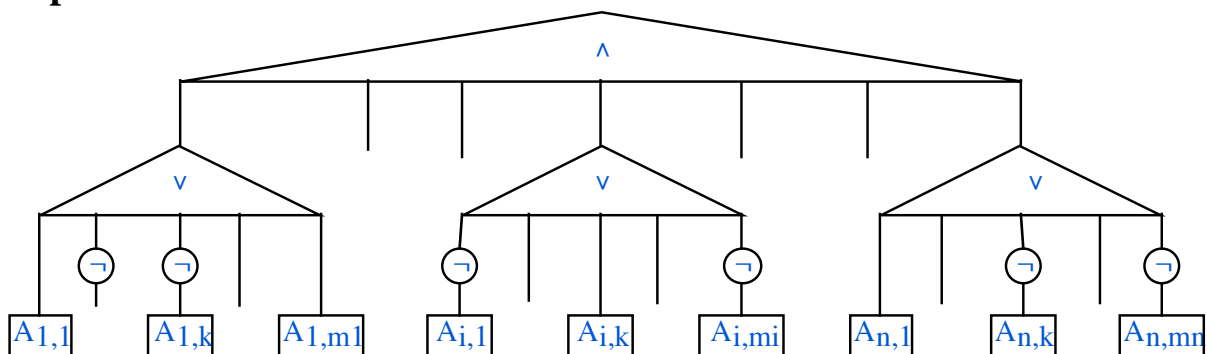 ∧
∨ ∨ ∨
¬ ¬ ¬ ¬ ¬ ¬
A1,1 A1,k A1,m1 Ai,1 Ai,k Ai,mi An,1 An,k An,mn